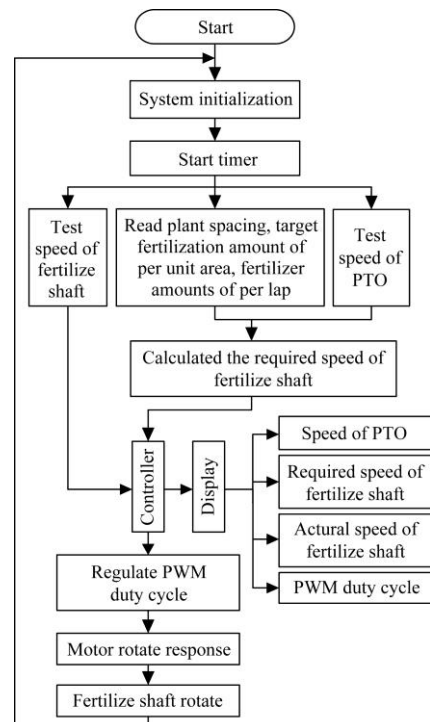 Start
System initialization
Start timer
Test
speed of
fertilize
shaft
Read plant spacing, target
fertilization amount of
per unit area, fertilizer
amounts of per lap
Test
speed of
PTO
Calculated the required speed of
fertilize shaft
Controller
Display
Speed of PTO
Required speed of
fertilize shaft
Actural speed of
fertilize shaft
PWM duty cycle
Regulate PWM
duty cycle
Motor rotate response
Fertilize shaft rotate